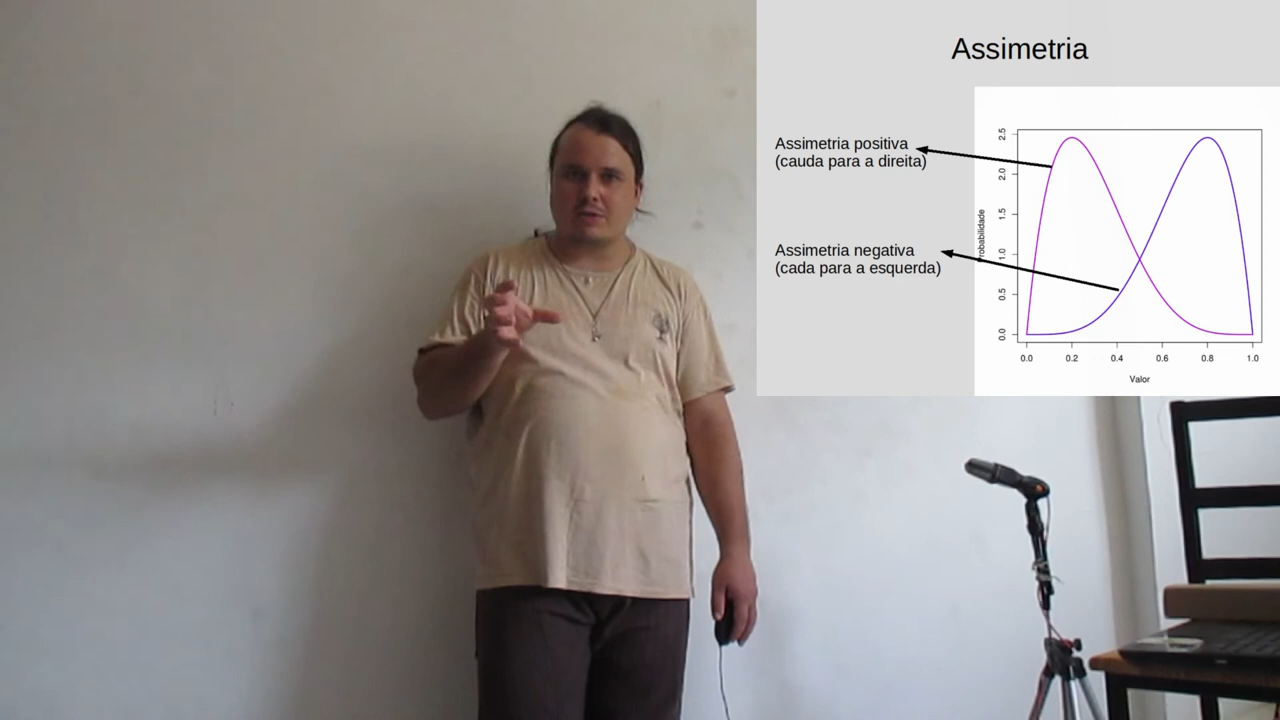 Assimetria
Assimetria positiva
(cauda para a direita)
Assimetria negativa
(cada para a esquerda)
Probabilidade
2.5
2.0
1.5
1.0
0.5
0.0
0.0 0.2 0.4 0.6 0.8 1.0
Valor